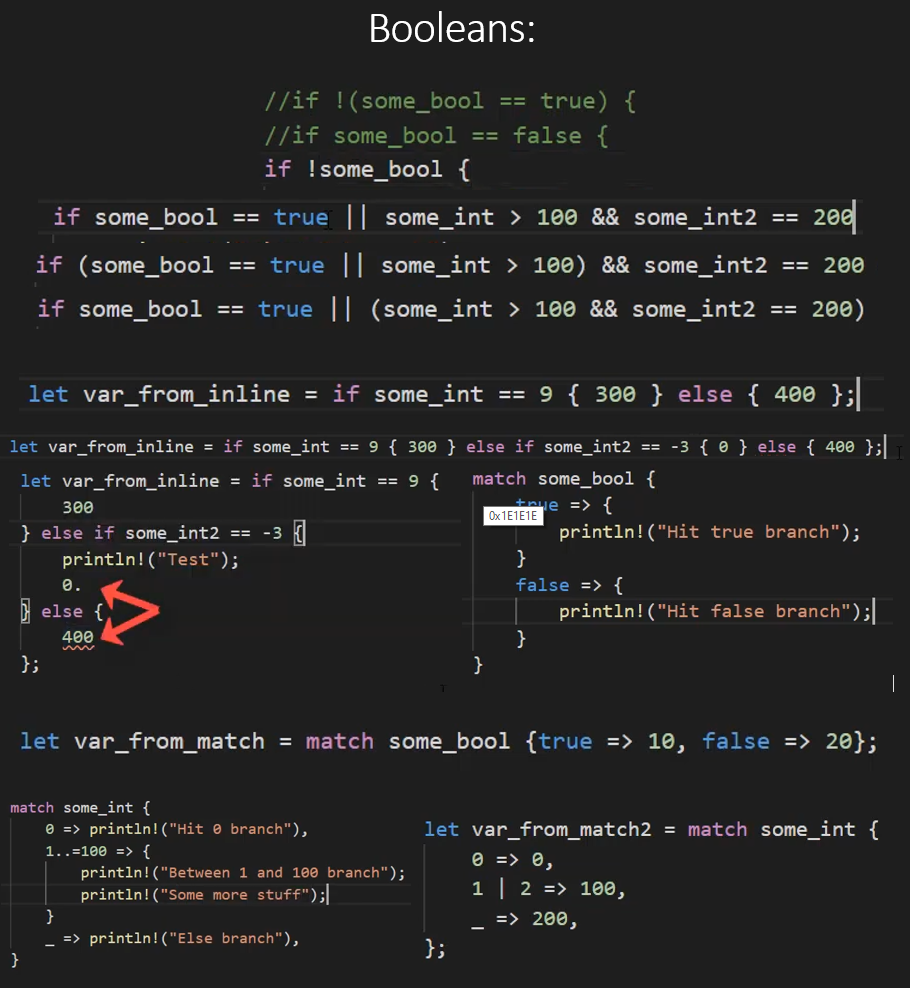 Booleans:
//if !(some_bool == true) {
//if some_bool == false {
if !some_bool {
if some_bool == true || some_int > 100 && some_int2 == 200
if (some_bool == true || some_int > 100) && some_int2 == 200
if some_bool == true || (some_int > 100 && some_int2 == 200)
let var_from_inline = if some_int == 9 { 300 } else { 400 };
let var_from_inline = if some_int == 9 { 300 } else if some_int2 == -3 { 0 } else { 400 };
let var_from_inline = if some_int == 9 {
300
} else if some_int2 == -3 {
println!("Test");
0.
} else {
400
};
match some_bool {
true => {
0x1E1E1E
println!("Hit true branch");
}
false => {
println!("Hit false branch");
}
}
let var_from_match = match some_bool {true => 10, false => 20};
match some_int {
0 => println!("Hit 0 branch"),
1..=100 => {
println!("Between 1 and 100 branch");
println!("Some more stuff");
}
_ => println!("Else branch"),
}
let var_from_match2 = match some_int {
0 => 0,
1 | 2 => 100,
_ => 200,
};